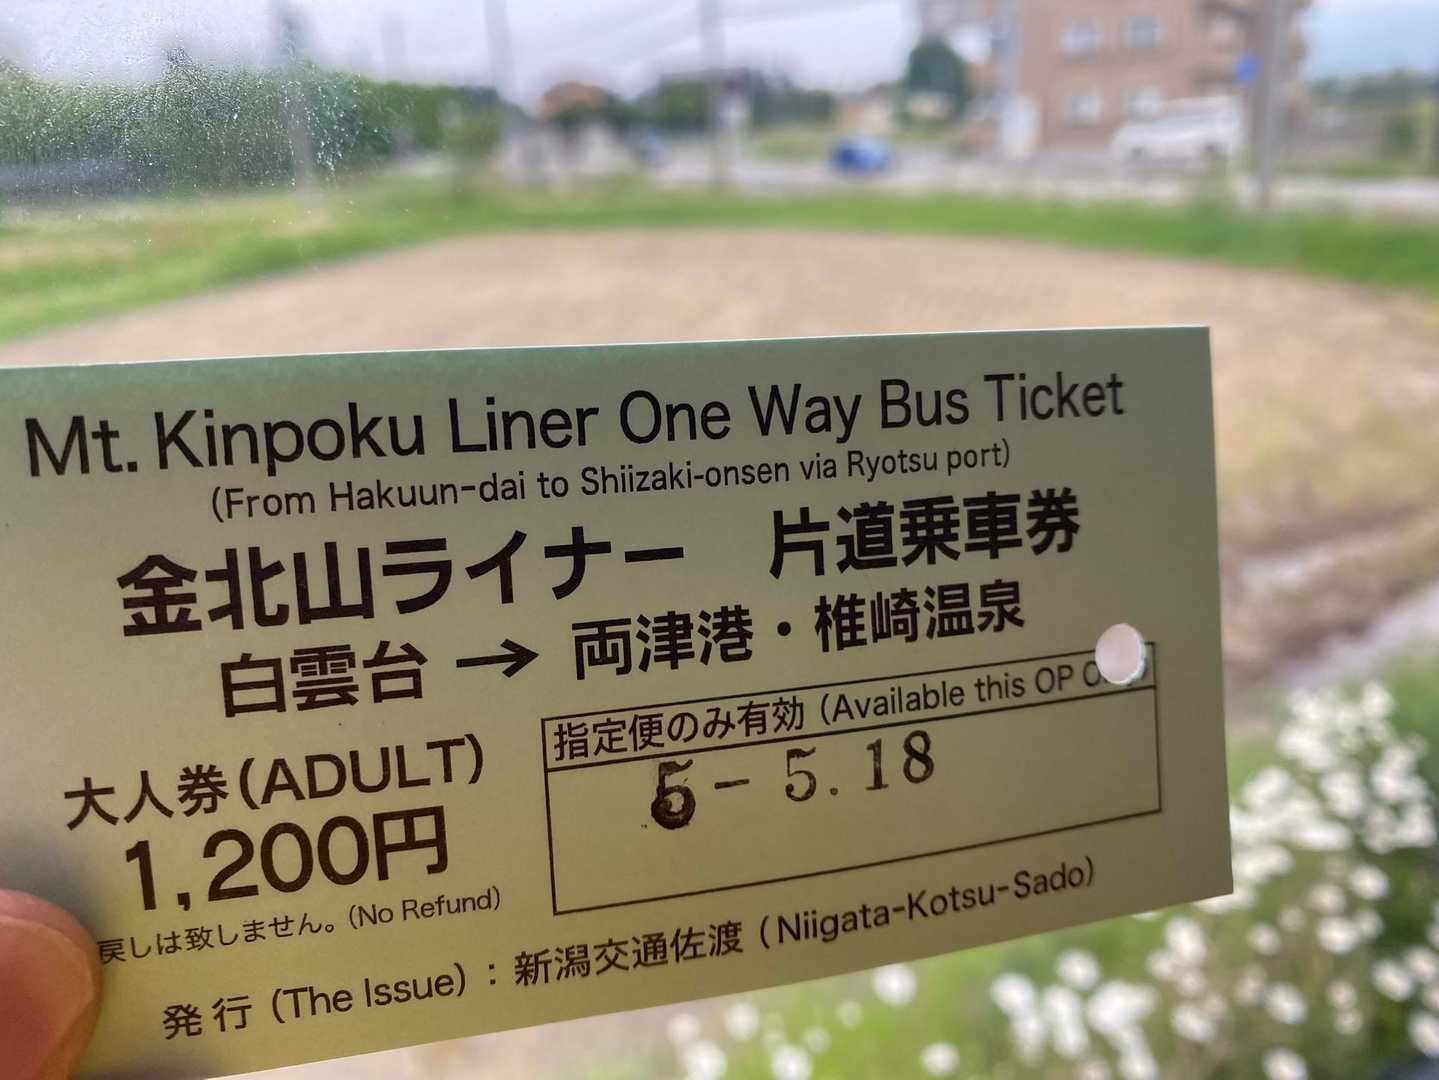 Mt. Kinpoku Liner One Way Bus Ticket
(From Hakuun-dai to Shiizaki-onsen via Ryotsu port)
金北山ライナー 片道乗車券
白雲台→両津港・椎崎温泉
大人券(ADULT)
1,200円
戻しは致しません。(No Refund)
指定便のみ有効 (Available this OP
5-5.18
発行 (The Issue) : 新潟交通佐渡 (Niigata-Kotsu-Sado)